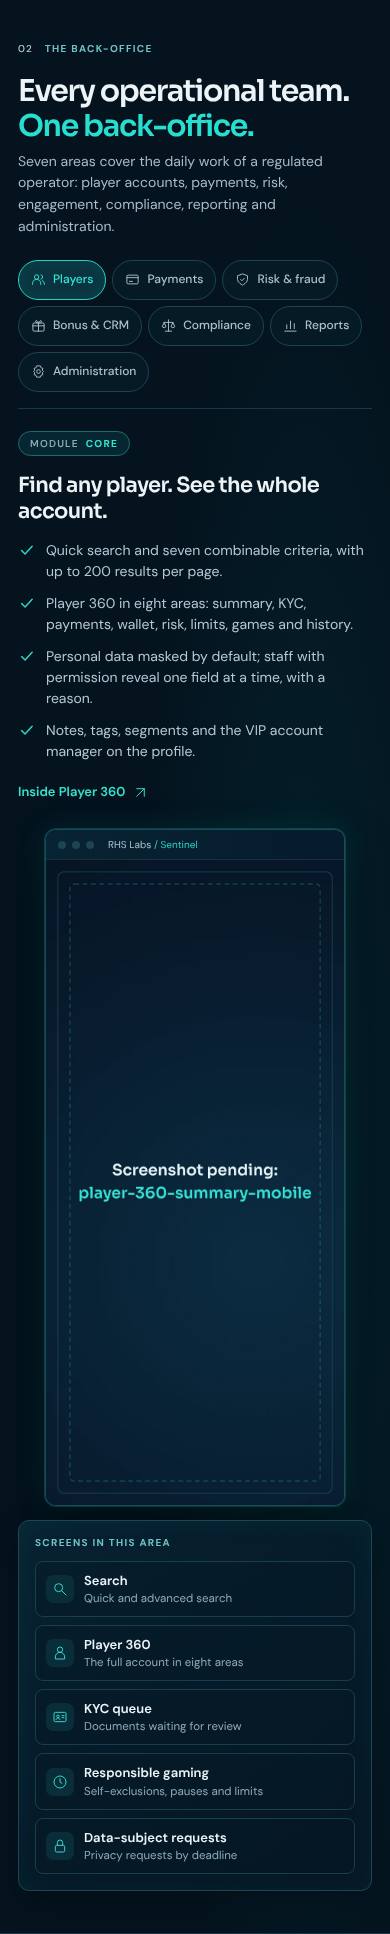 02 THE BACK-OFFICE
Every operational team.
One back-office.
Seven areas cover the daily work of a regulated
operator: player accounts, payments, risk,
engagement, compliance, reporting and
administration.
Players
Payments
Risk & fraud
Bonus & CRM
Compliance
Reports
Administration
MODULE CORE
Find any player. See the whole
account.
Quick search and seven combinable criteria, with
up to 200 results per page.
Player 360 in eight areas: summary, KYC,
payments, wallet, risk, limits, games and history.
Personal data masked by default; staff with
permission reveal one field at a time, with a
reason.
Notes, tags, segments and the VIP account
manager on the profile.
Inside Player 360
RHS Labs / Sentinel
Screenshot pending:
player-360-summary-mobile
SCREENS IN THIS AREA
Search
Quick and advanced search
Player 360
The full account in eight areas
KYC queue
Documents waiting for review
Responsible gaming
Self-exclusions, pauses and limits
Data-subject requests
Privacy requests by deadline